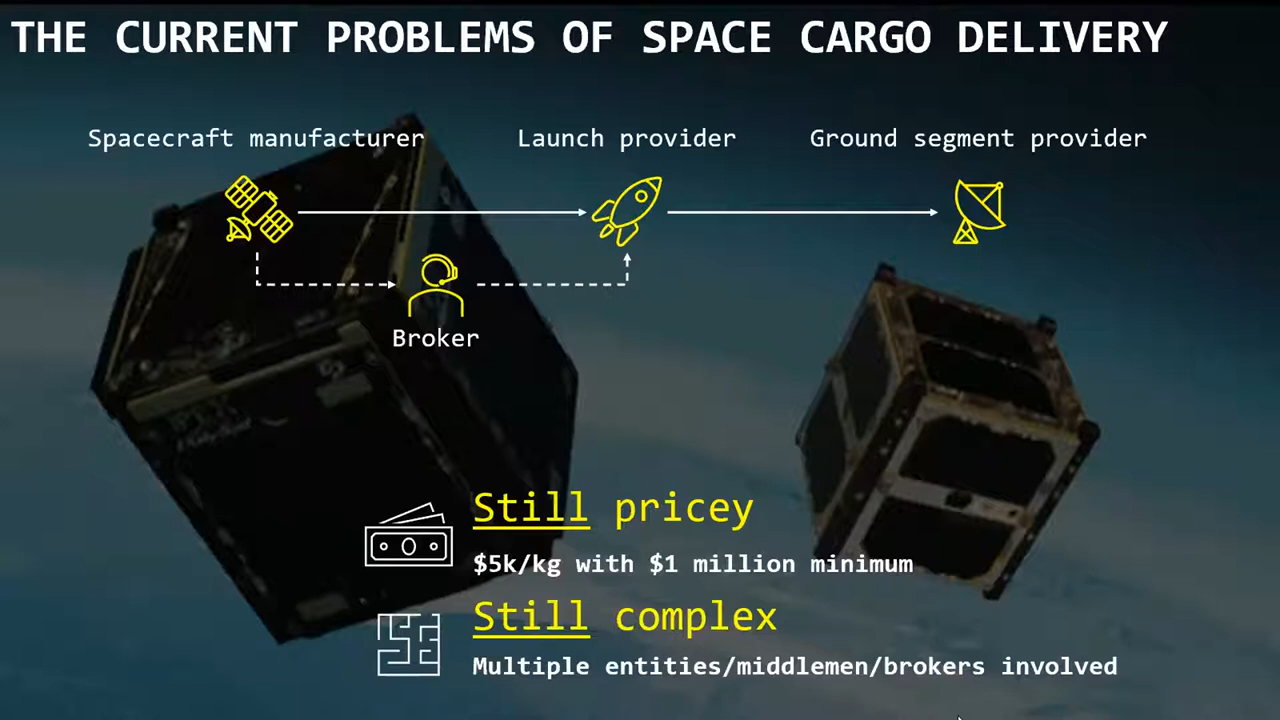 THE CURRENT PROBLEMS OF SPACE CARGO DELIVERY
Spacecraft manufacturer
Launch provider
Ground segment provider
Broker
Still pricey
$5k/kg with $1 million minimum
Still complex
Multiple entities/middlemen/brokers involved